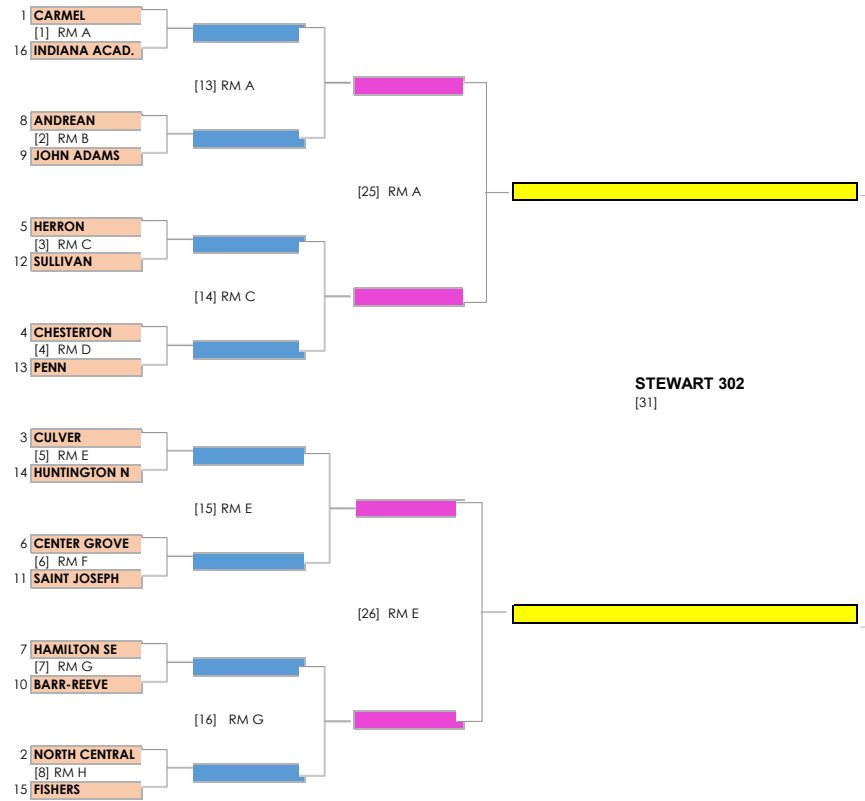 1 CARMEL
[1] RM A
16 INDIANA ACAD.
[13] RM A
8 ANDREAN
[2] RM B
9 JOHN ADAMS
[25] RM A
5 HERRON
[3] RM C
12 SULLIVAN
[14] RM C
4 CHESTERTON
[4] RM D
13 PENN
STEWART 302
[31]
3 CULVER
[5] RM E
14 HUNTINGTON N
[15] RM E
6 CENTER GROVE
[6] RM F
11 SAINT JOSEPH
[26] RM E
7 HAMILTON SE
[7] RM G
10 BARR-REEVE
[16] RM G
2 NORTH CENTRAL
[8] RM H
15 FISHERS